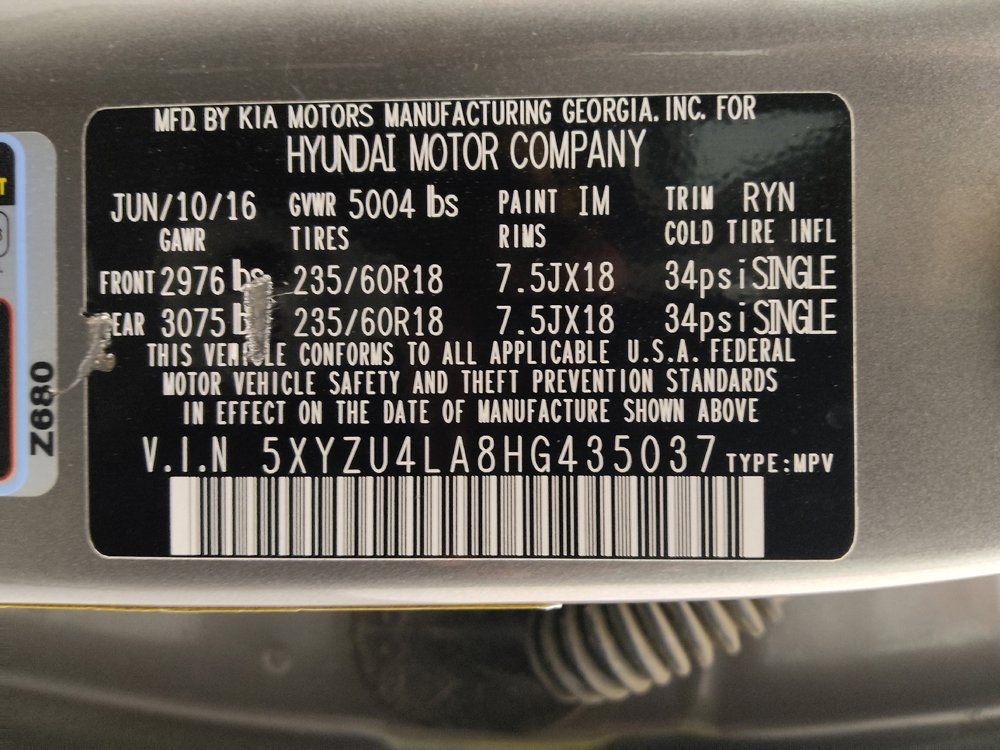 MFD. BY KIA MOTORS MANUFACTURING GEORGIA. INC. FOR
HYUNDAI MOTOR COMPANY
JUN/10/16 GVWR 5004 lbs PAINT IM TRIM RYN
GAWR TIRES RIMS COLD TIRE INFL
FRONT 2976 lbs 235/60R18 7.5JX18 34psi SINGLE
REAR 3075 235/60R18 7.5JX18 34psi SINGLE
THIS VEHICLE CONFORMS TO ALL APPLICABLE U.S.A. FEDERAL
MOTOR VEHICLE SAFETY AND THEFT PREVENTION STANDARDS
IN EFFECT ON THE DATE OF MANUFACTURE SHOWN ABOVE
V.I.N 5XYZU4LA8HG435037 TYPE:MPV
Z680